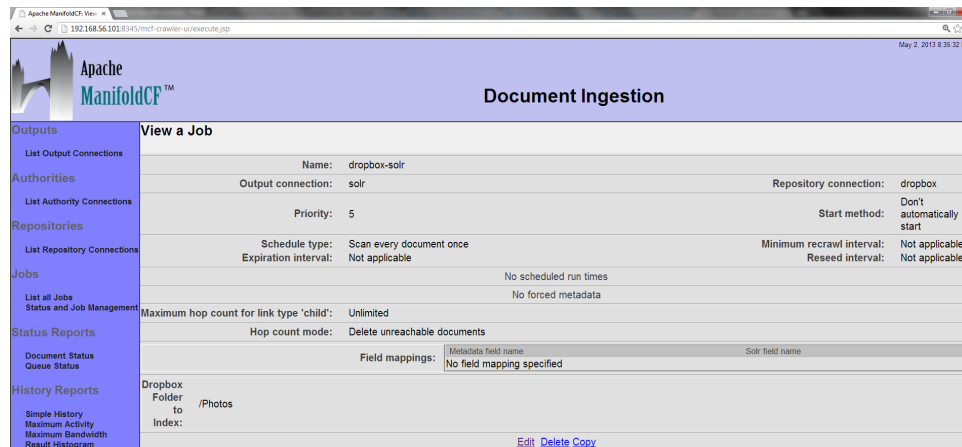 Apache ManifoldCF: View
192.168.56.101:8345/mcf-crawler-ui/execute.jsp
May 2, 2013 8:35:32
Apache
ManifoldCF™
Document Ingestion
Outputs
List Output Connections
Authorities
List Authority Connections
Repositories
List Repository Connections
Jobs
List all Jobs
Status and Job Management
Status Reports
Document Status
Queue Status
History Reports
Simple History
Maximum Activity
Maximum Bandwidth
Result Histogram
View a Job
Name: dropbox-solr
Output connection: solr Repository connection: dropbox
Priority: 5 Start method: Don't
automatically
start
Schedule type: Scan every document once Minimum recrawl interval: Not applicable
Expiration interval: Not applicable Reseed interval: Not applicable
No scheduled run times
No forced metadata
Maximum hop count for link type 'child': Unlimited
Hop count mode: Delete unreachable documents
Field mappings: Metadata field name Solr field name
No field mapping specified
Dropbox
Folder
to
Index: /Photos
Edit Delete Copy